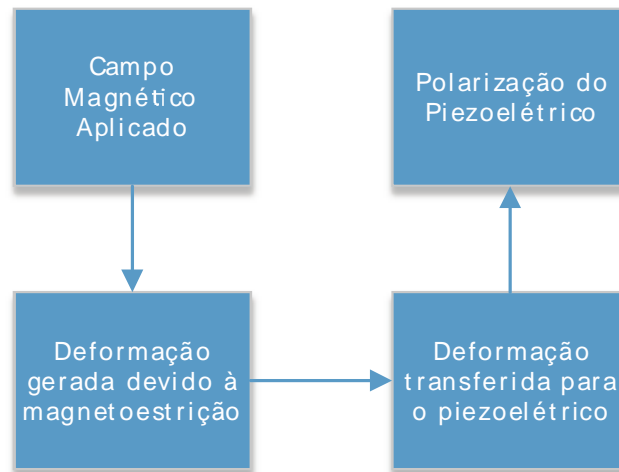 Campo
Magnético
Aplicado
Polarização do
Piezoelétrico
Deformação
gerada devido à
magnetoestrição
Deformação
transferida para
o piezoelétrico